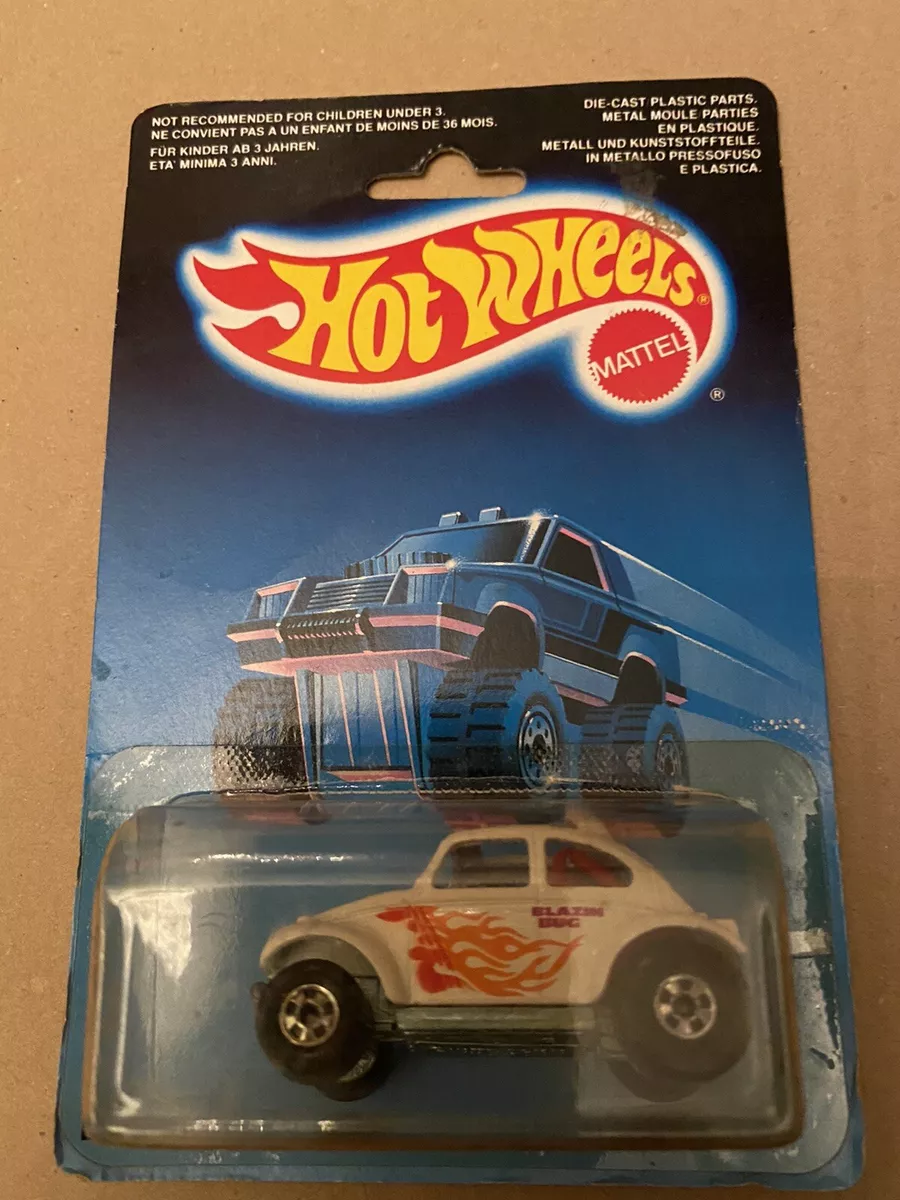 NOT RECOMMENDED FOR CHILDREN UNDER 3.
NE CONVIENT PAS A UN ENFANT DE MOINS DE 36 MOIS.
FÜR KINDER AB 3 JAHREN.
ETA' MINIMA 3 ANNI.
DIE-CAST PLASTIC PARTS.
METAL MOULE PARTIES
EN PLASTIQUE.
METALL UND KUNSTSTOFFTEILE.
IN METALLO PRESSOFUSO
E PLASTICA.
HOT WHEELS®
MATTEL
®
BLAZIN
BUG